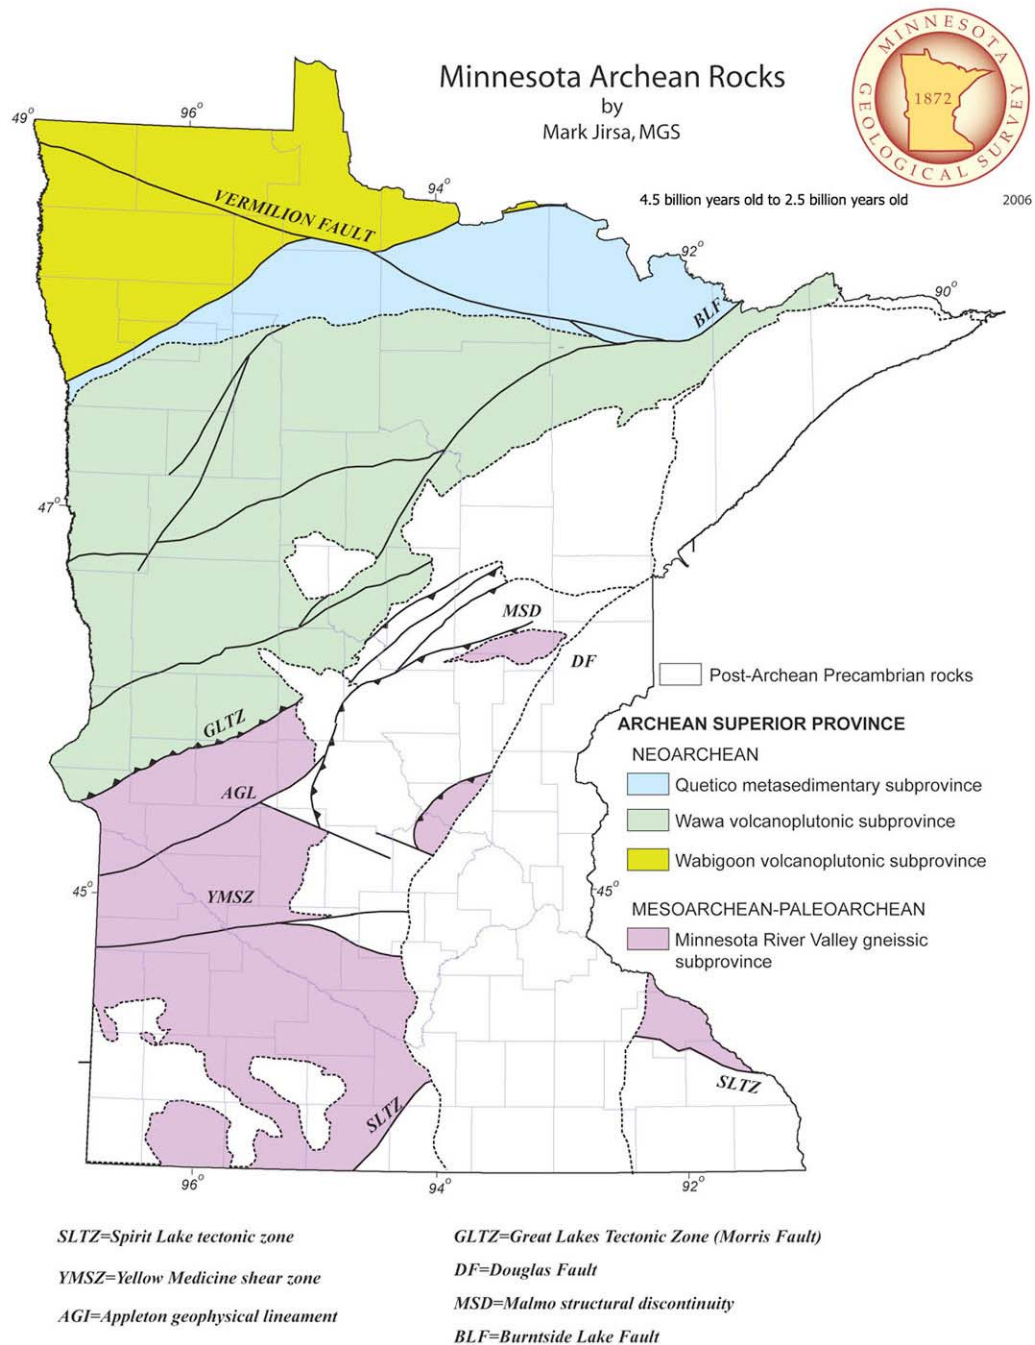 Minnesota Archean Rocks
by
Mark Jirsa, MGS
MINNESOTA
GEOLOGICAL SURVEY
1872
4.5 billion years old to 2.5 billion years old
2006
49°
96°
94°
92°
90°
VERMILION FAULT
BLF
47°
MSD
DF
GLTZ
AGL
YMSZ
45°
45°
SLTZ
SLTZ
96°
94°
92°
Post-Archean Precambrian rocks
ARCHEAN SUPERIOR PROVINCE
NEOARCHEAN
Quetico metasedimentary subprovince
Wawa volcanoplutonic subprovince
Wabigoon volcanoplutonic subprovince
MESOARCHEAN-PALEOARCHEAN
Minnesota River Valley gneissic
subprovince
SLTZ=Spirit Lake tectonic zone
YMSZ=Yellow Medicine shear zone
AGI=Appleton geophysical lineament
GLTZ=Great Lakes Tectonic Zone (Morris Fault)
DF=Douglas Fault
MSD=Malmo structural discontinuity
BLF=Burntside Lake Fault